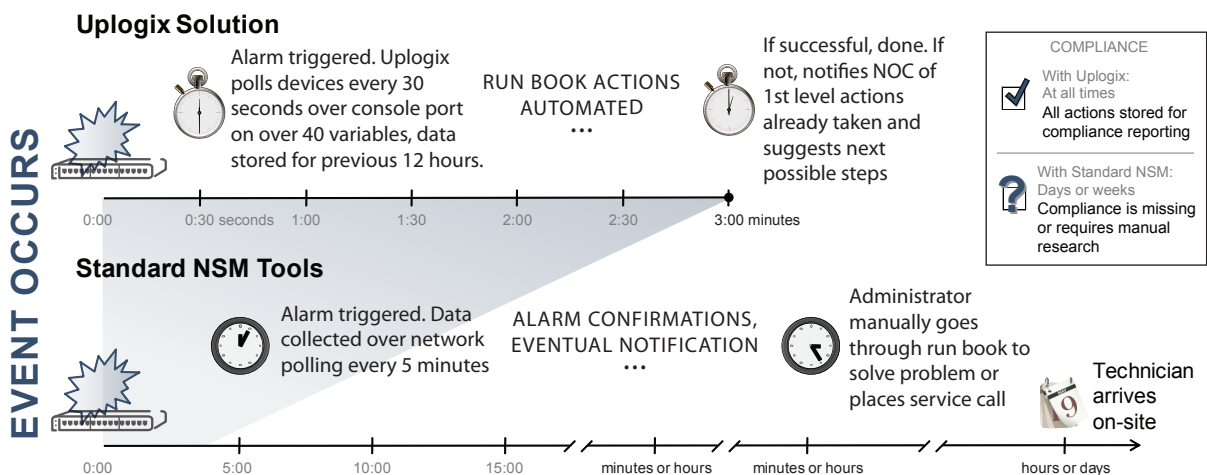 EVENT OCCURS
Uplogix Solution
Alarm triggered. Uplogix
polls devices every 30
seconds over console port
on over 40 variables, data
stored for previous 12 hours.
RUN BOOK ACTIONS
AUTOMATED
...
If successful, done. If
not, notifies NOC of
1st level actions
already taken and
suggests next
possible steps
0:00 0:30 seconds 1:00 1:30 2:00 2:30 3:00 minutes
COMPLIANCE
With Uplogix:
At all times
All actions stored for
compliance reporting
?
With Standard NSM:
Days or weeks
Compliance is missing
or requires manual
research
Standard NSM Tools
Alarm triggered. Data
collected over network
polling every 5 minutes
ALARM CONFIRMATIONS,
EVENTUAL NOTIFICATION
...
Administrator
manually goes
through run book to
solve problem or
places service call
19
Technician
arrives
on-site
0:00 5:00 10:00 15:00 minutes or hours minutes or hours hours or days